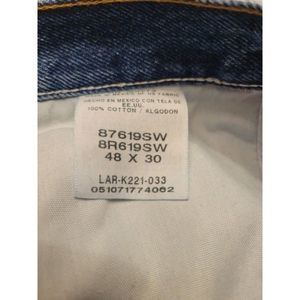 HECHO EN MEXICO CON TELA DE
EE.UU.
100% COTTON / ALGODON
87619SW
8R619SW
48 X 30
LAR-K221-033
051071774062